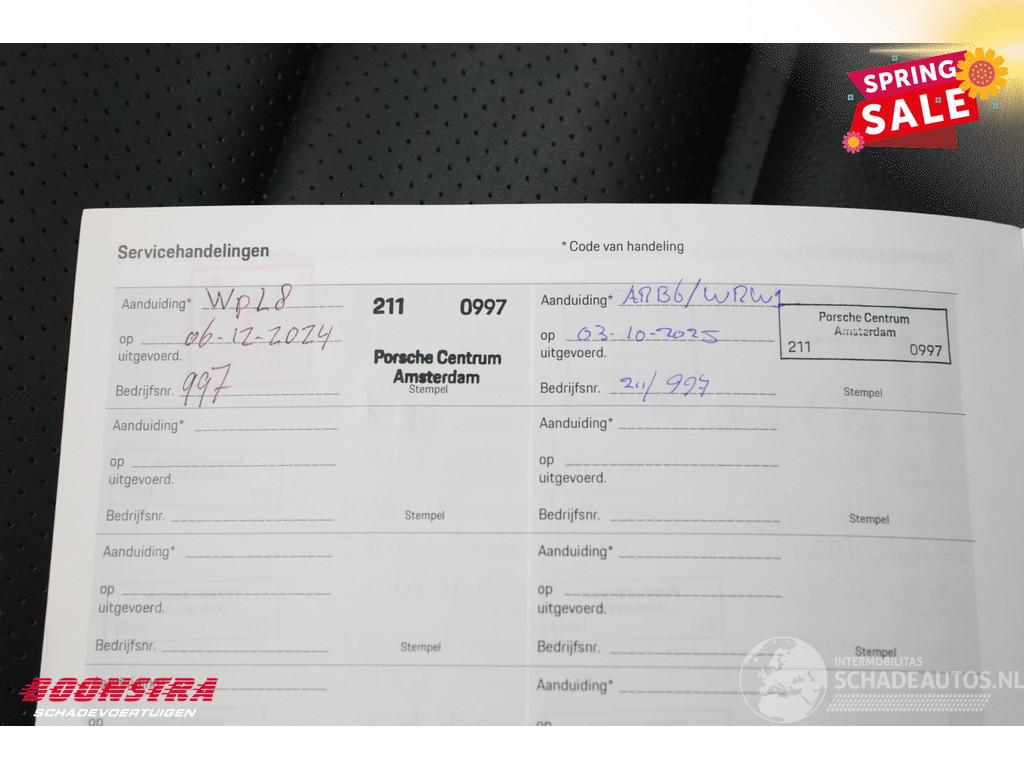 SPRING
SALE
Servicehandelingen
* Code van handeling
Aanduiding* WpL8
op 06-12-2024
uitgevoerd.
Bedrijfsnr. 997
211 0997
Porsche Centrum
Amsterdam
Stempel
Aanduiding* ARB6/WRW1
op 03-10-2025
uitgevoerd.
Bedrijfsnr. 211/997
Porsche Centrum
Amsterdam
211 0997
Stempel
Aanduiding*
op
uitgevoerd.
Bedrijfsnr.
Stempel
Aanduiding*
op
uitgevoerd.
Bedrijfsnr.
Stempel
Aanduiding*
op
uitgevoerd.
Bedrijfsnr.
Stempel
Aanduiding*
op
uitgevoerd.
Bedrijfsnr.
Stempel
Aanduiding*
op
BOONSTRA
SCHADEVOERTUIGEN
INTERMOBILITAS
SCHADEAUTOS.NL